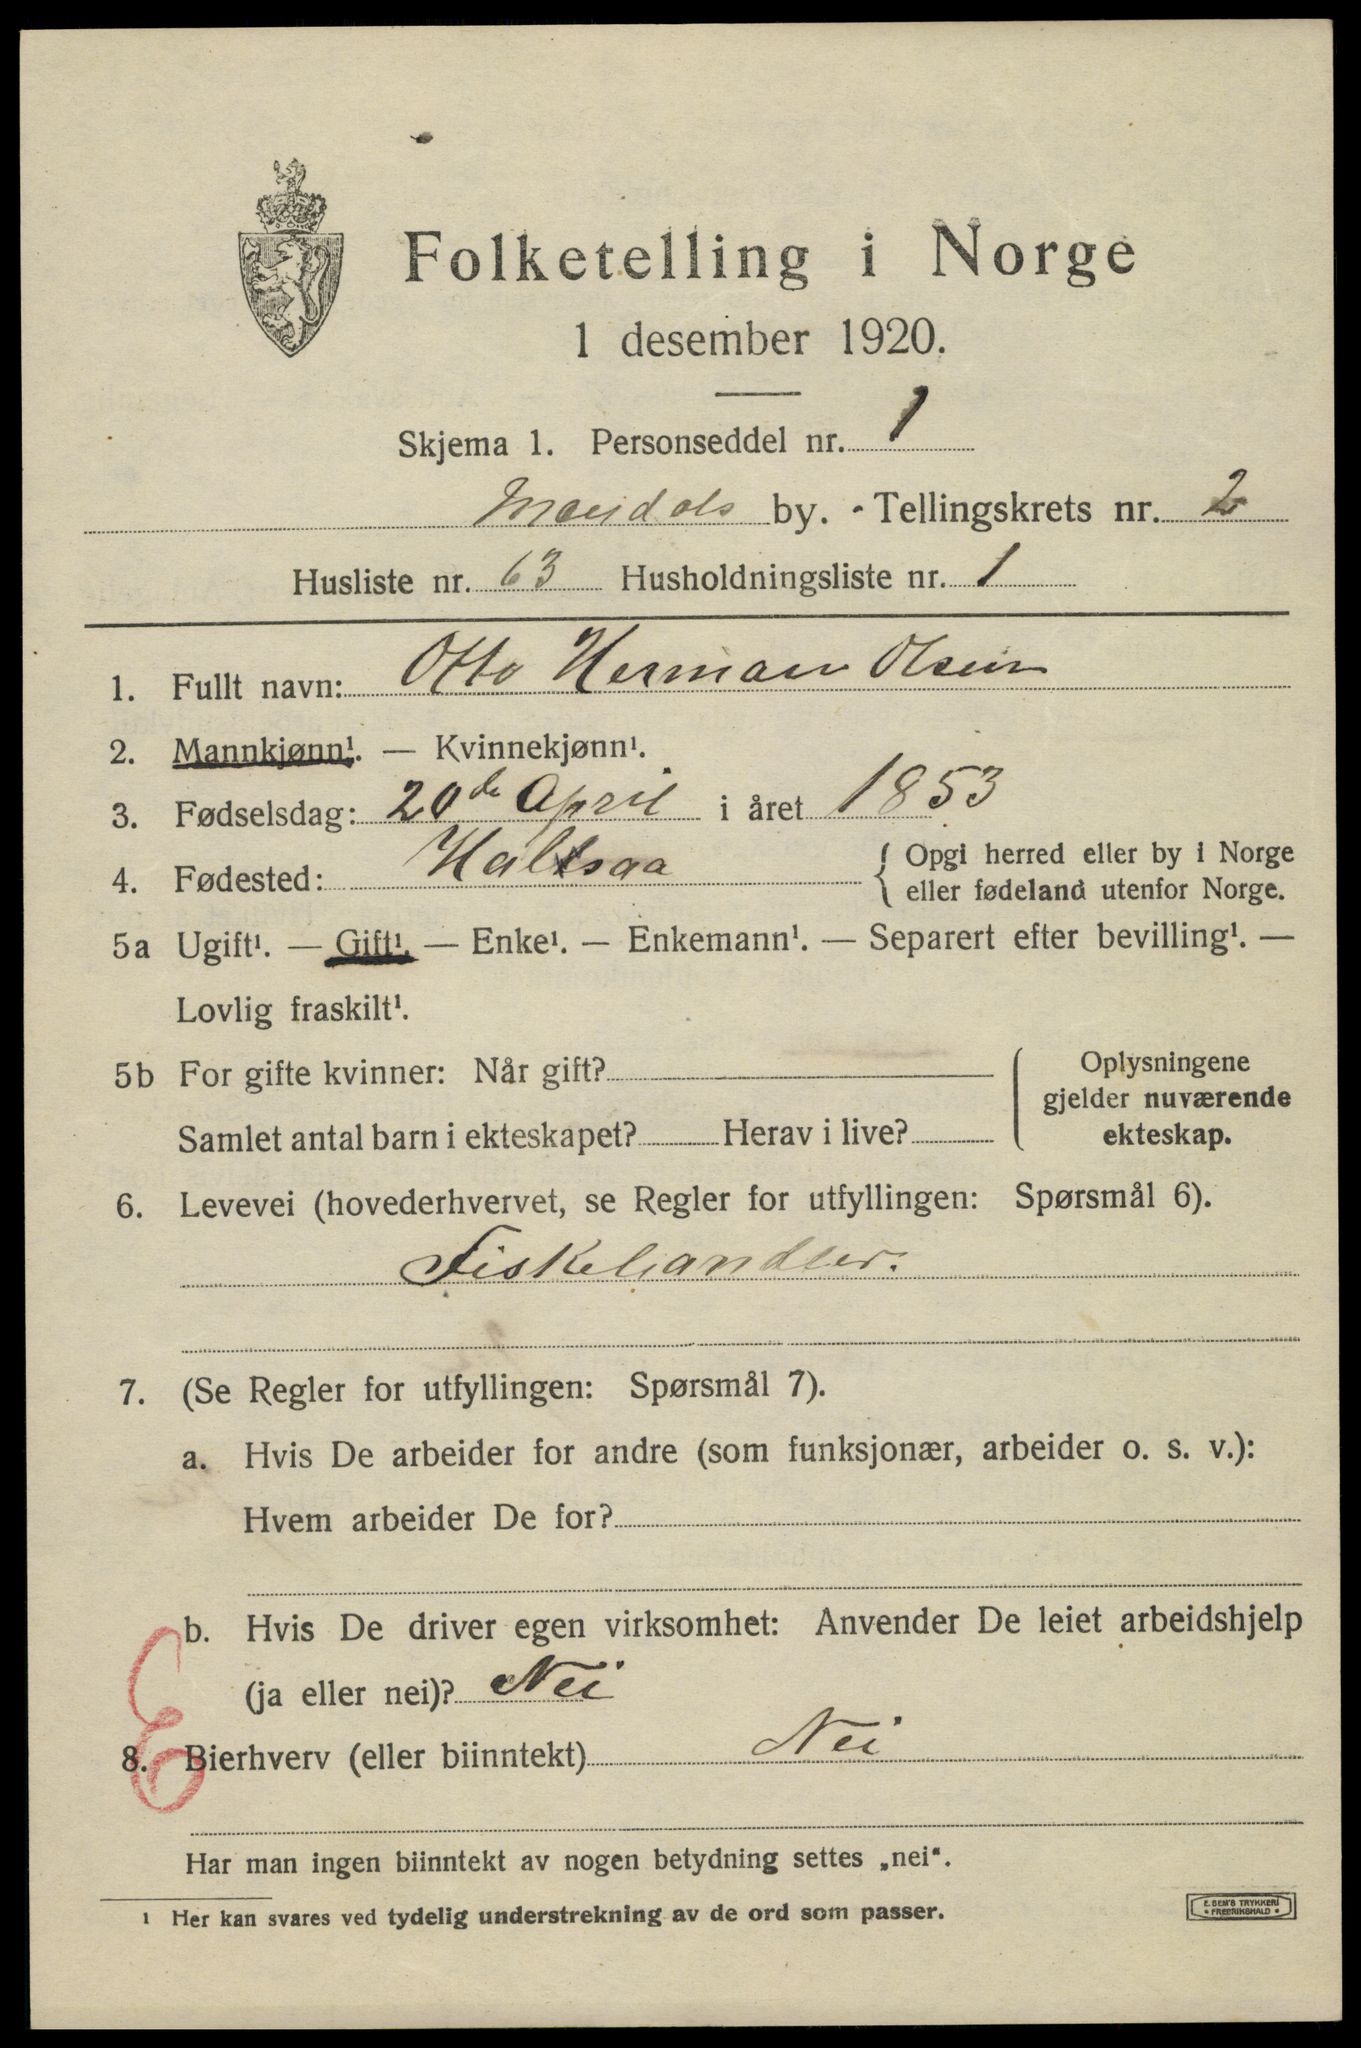 Folketelling i Norge
1 desember 1920.
Skjema 1. Personseddel nr. 1
Mandals by. Tellingskrets nr. 2
Husliste nr. 63 Husholdningsliste nr. 1
1. Fullt navn: Otto Herman Olsen
2. Mannkjønn¹. — Kvinnekjønn¹.
3. Fødselsdag: 20de April i året 1853
4. Fødested: Halsaa { Opgi herred eller by i Norge
eller fødeland utenfor Norge.
5a Ugift¹. — Gift¹. — Enke¹. — Enkemann¹. — Separert efter bevilling¹. —
Lovlig fraskilt¹.
5b For gifte kvinner: Når gift?
Samlet antal barn i ekteskapet? Herav i live?
Oplysningene
gjelder nuværende
ekteskap.
6. Levevei (hovederhvervet, se Regler for utfyllingen: Spørsmål 6).
Fiskehandler.
7. (Se Regler for utfyllingen: Spørsmål 7).
a. Hvis De arbeider for andre (som funksjonær, arbeider o. s. v.):
Hvem arbeider De for?
b. Hvis De driver egen virksomhet: Anvender De leiet arbeidshjelp
(ja eller nei)? Nei
E
8. Bierhverv (eller biinntekt) Nei
Har man ingen biinntekt av nogen betydning settes „nei“.
1 Her kan svares ved tydelig understrekning av de ord som passer.
E. SEM'S TRYKKERI
• FREDRIKSHALD •